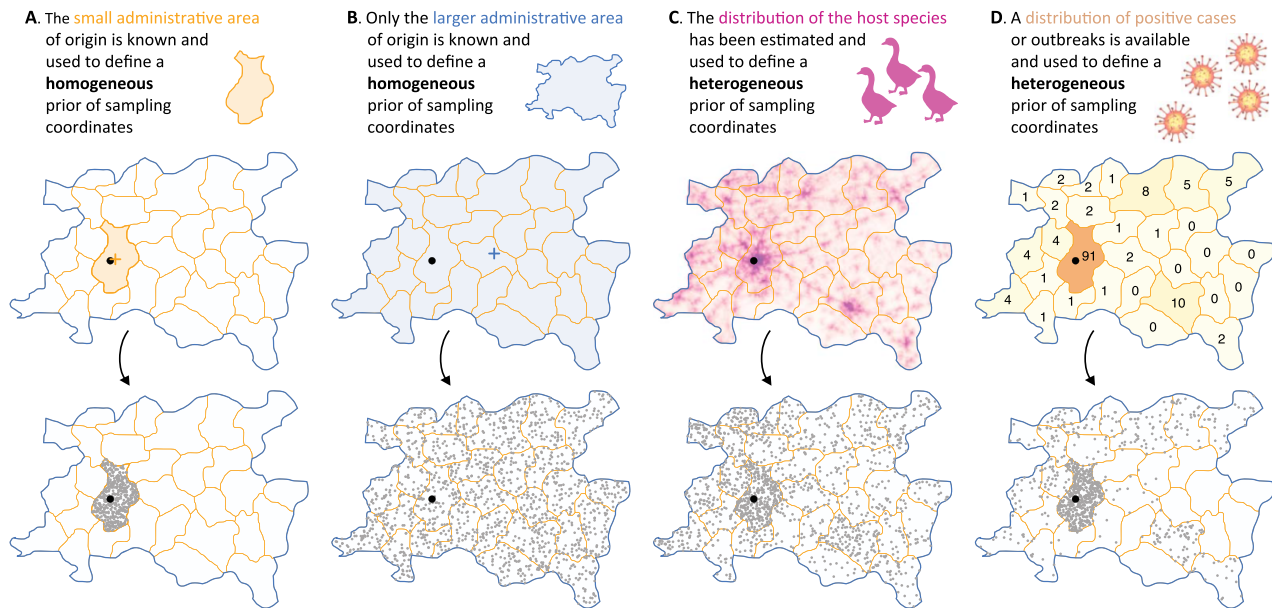 A. The small administrative area
of origin is known and
used to define a
homogeneous
prior of sampling
coordinates
B. Only the larger administrative area
of origin is known and
used to define a
homogeneous
prior of sampling
coordinates
C. The distribution of the host species
has been estimated and
used to define a
heterogeneous
prior of sampling
coordinates
D. A distribution of positive cases
or outbreaks is available
and used to define a
heterogeneous
prior of sampling
coordinates
2 2 1 8 5 5
1 2 2
4 1 1 0
4 91 2 0 0 0
1 1 0 0 0
4 1 10
1 0 2